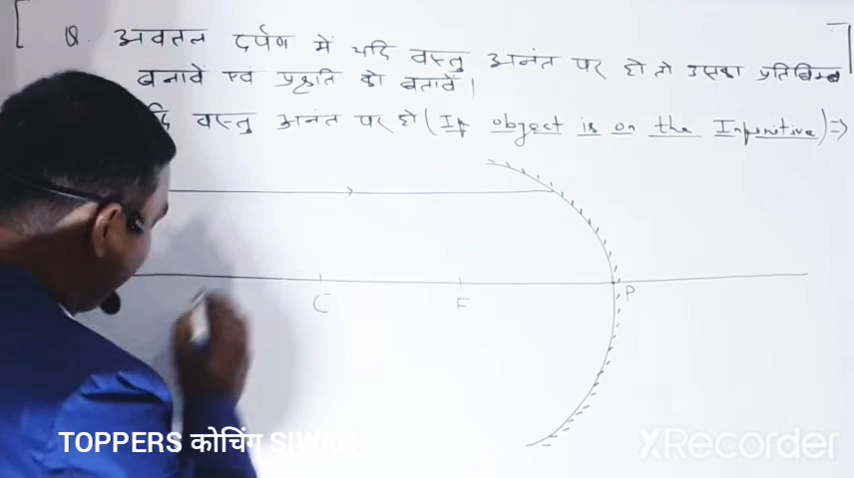 Q. अवतल दर्पण में यदि वस्तु अनंत पर हो तो उसका प्रतिबिम्ब
बनावें एवं प्रकृति को बतावें।
वस्तु अनंत पर हो (If object is on the Infinitive) =>
C F P
TOPPERS कोचिंग SIWAN
XRecorder